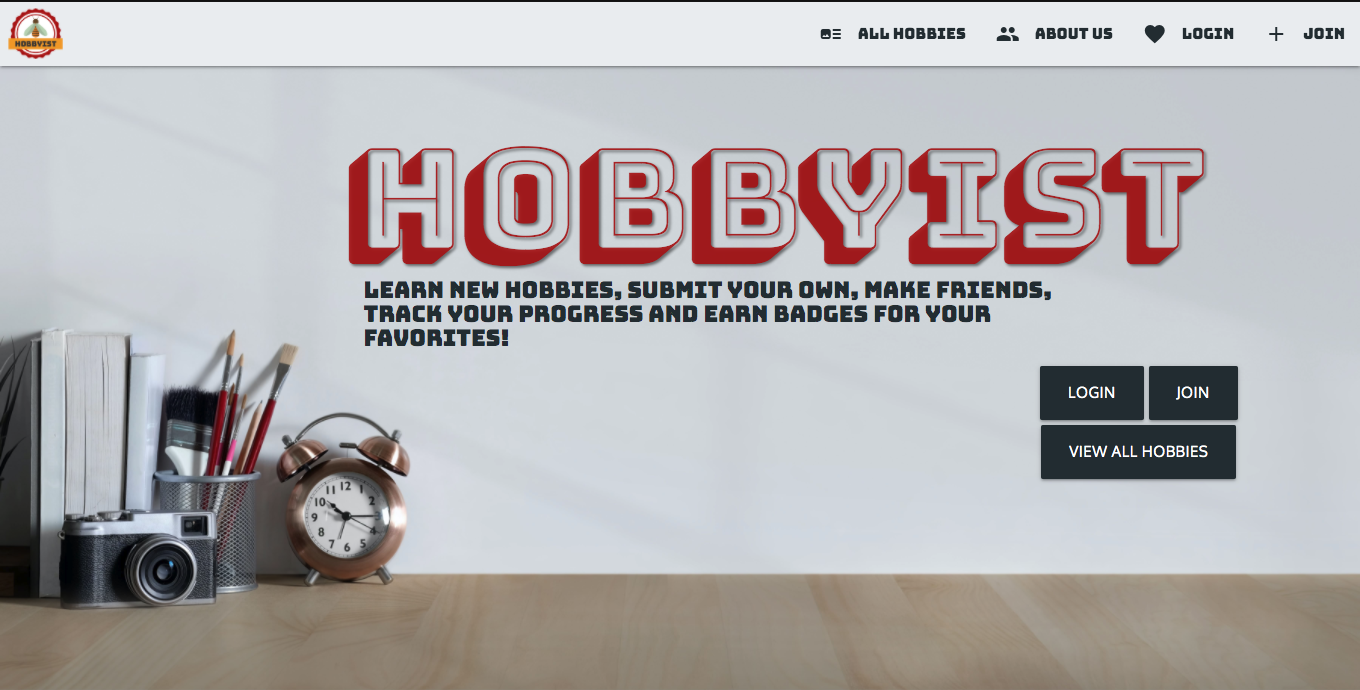 HOBBYIST
ALL HOBBIES
ABOUT US
LOGIN
JOIN
HOBBYIST
LEARN NEW HOBBIES, SUBMIT YOUR OWN, MAKE FRIENDS,
TRACK YOUR PROGRESS AND EARN BADGES FOR YOUR
FAVORITES!
LOGIN
JOIN
VIEW ALL HOBBIES
12
1
2
3
4
5
6
7
8
9
10
11